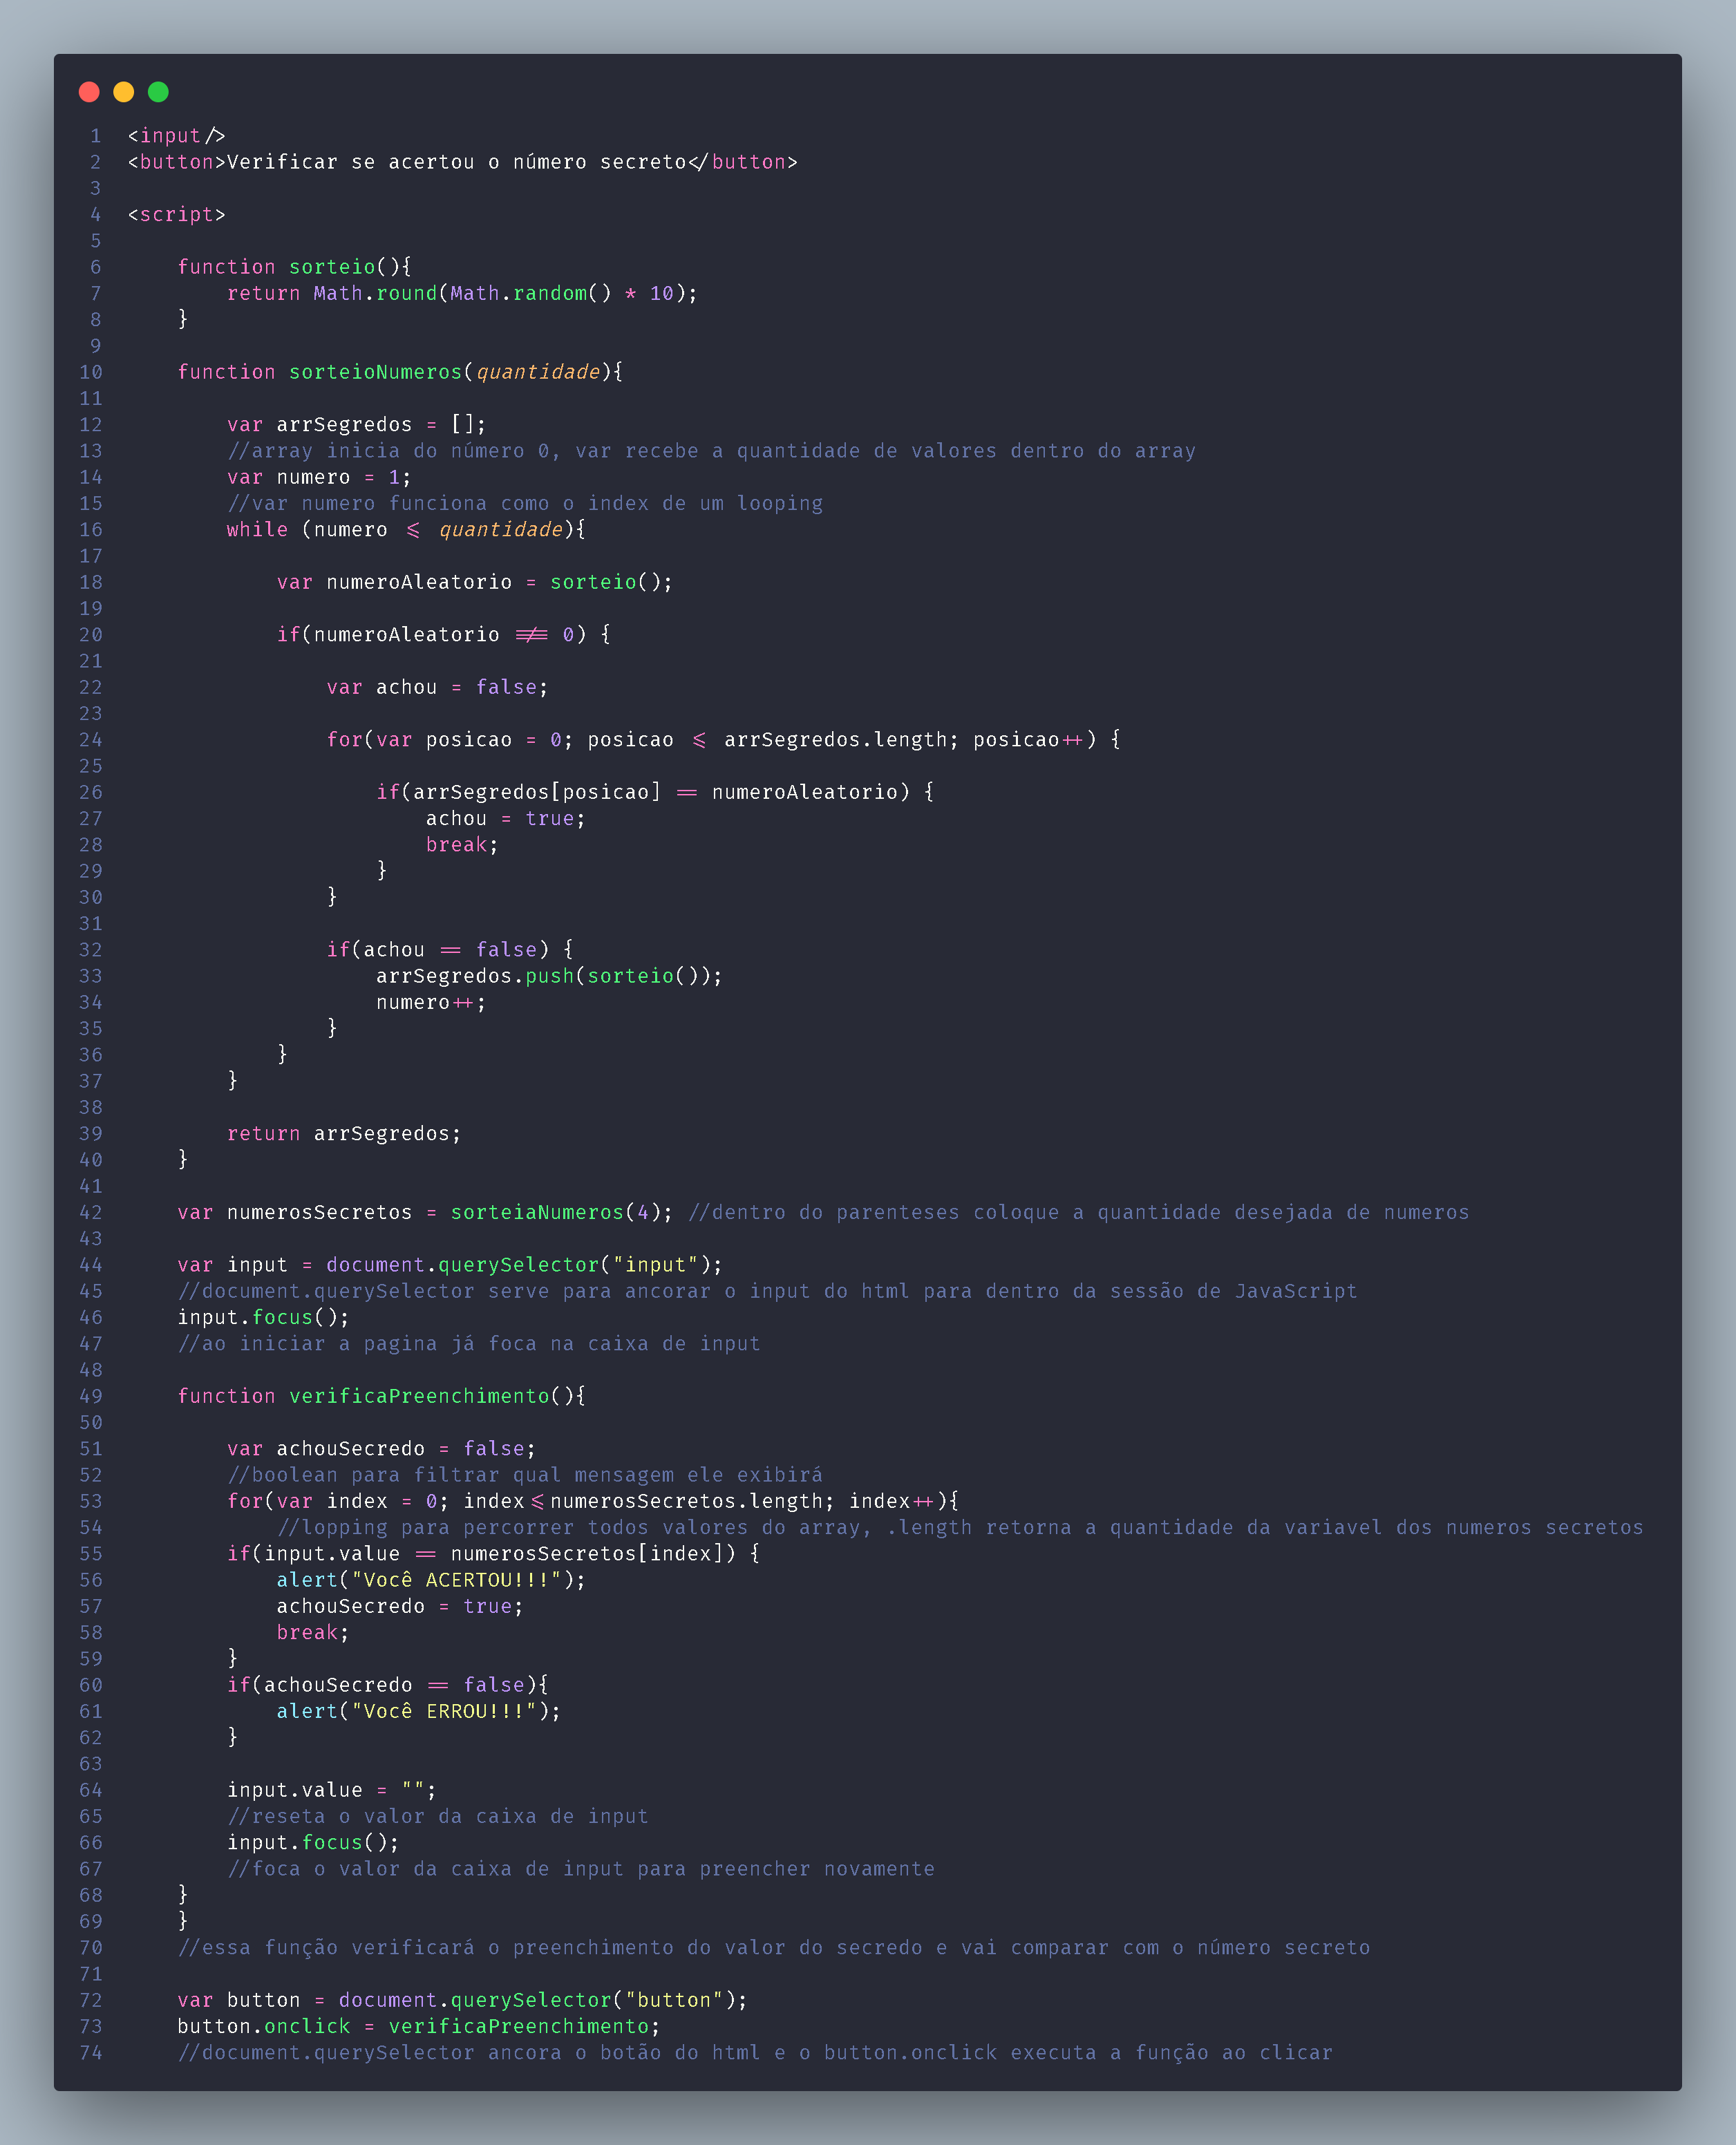 1 <input/>
2 <button>Verificar se acertou o número secreto</button>
3
4 <script>
5
6 function sorteio(){
7 return Math.round(Math.random() * 10);
8 }
9
10 function sorteioNumeros(quantidade){
11
12 var arrSegredos = [];
13 //array inicia do número 0, var recebe a quantidade de valores dentro do array
14 var numero = 1;
15 //var numero funciona como o index de um looping
16 while (numero <= quantidade){
17
18 var numeroAleatorio = sorteio();
19
20 if(numeroAleatorio !== 0) {
21
22 var achou = false;
23
24 for(var posicao = 0; posicao <= arrSegredos.length; posicao++) {
25
26 if(arrSegredos[posicao] == numeroAleatorio) {
27 achou = true;
28 break;
29 }
30 }
31
32 if(achou == false) {
33 arrSegredos.push(sorteio());
34 numero++;
35 }
36 }
37 }
38
39 return arrSegredos;
40 }
41
42 var numerosSecretos = sorteiaNumeros(4); //dentro do parenteses coloque a quantidade desejada de numeros
43
44 var input = document.querySelector("input");
45 //document.querySelector serve para ancorar o input do html para dentro da sessão de JavaScript
46 input.focus();
47 //ao iniciar a pagina já foca na caixa de input
48
49 function verificaPreenchimento(){
50
51 var achouSecredo = false;
52 //boolean para filtrar qual mensagem ele exibirá
53 for(var index = 0; index<=numerosSecretos.length; index++){
54 //lopping para percorrer todos valores do array, .length retorna a quantidade da variavel dos numeros secretos
55 if(input.value == numerosSecretos[index]) {
56 alert("Você ACERTOU!!!");
57 achouSecredo = true;
58 break;
59 }
60 if(achouSecredo == false){
61 alert("Você ERROU!!!");
62 }
63
64 input.value = "";
65 //reseta o valor da caixa de input
66 input.focus();
67 //foca o valor da caixa de input para preencher novamente
68 }
69 }
70 //essa função verificará o preenchimento do valor do secredo e vai comparar com o número secreto
71
72 var button = document.querySelector("button");
73 button.onclick = verificaPreenchimento;
74 //document.querySelector ancora o botão do html e o button.onclick executa a função ao clicar